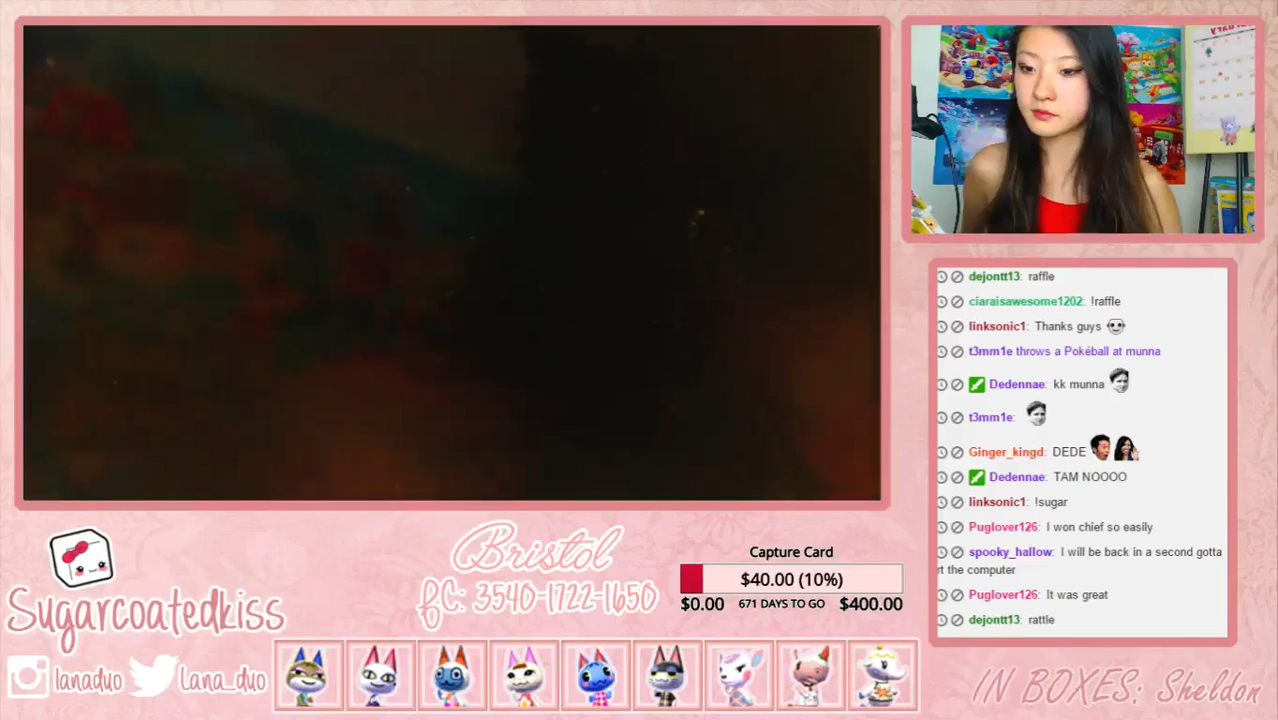 dejontt13: raffle
ciaraisawesome1202: !raffle
linksonic1: Thanks guys
t3mm1e throws a Pokéball at munna
Dedennae: kk munna
t3mm1e:
Ginger_kingd: DEDE
Dedennae: TAM NOOOO
linksonic1: !sugar
Puglover126: I won chief so easily
spooky_hallow: I will be back in a second gotta
rt the computer
Puglover126: It was great
dejontt13: rattle
Bristol
fC: 3540-1722-1650
Capture Card
$40.00 (10%)
$0.00 671 DAYS TO GO $400.00
Sugarcoatedkiss
lanaduo lana_duo
IN BOXES: Sheldon